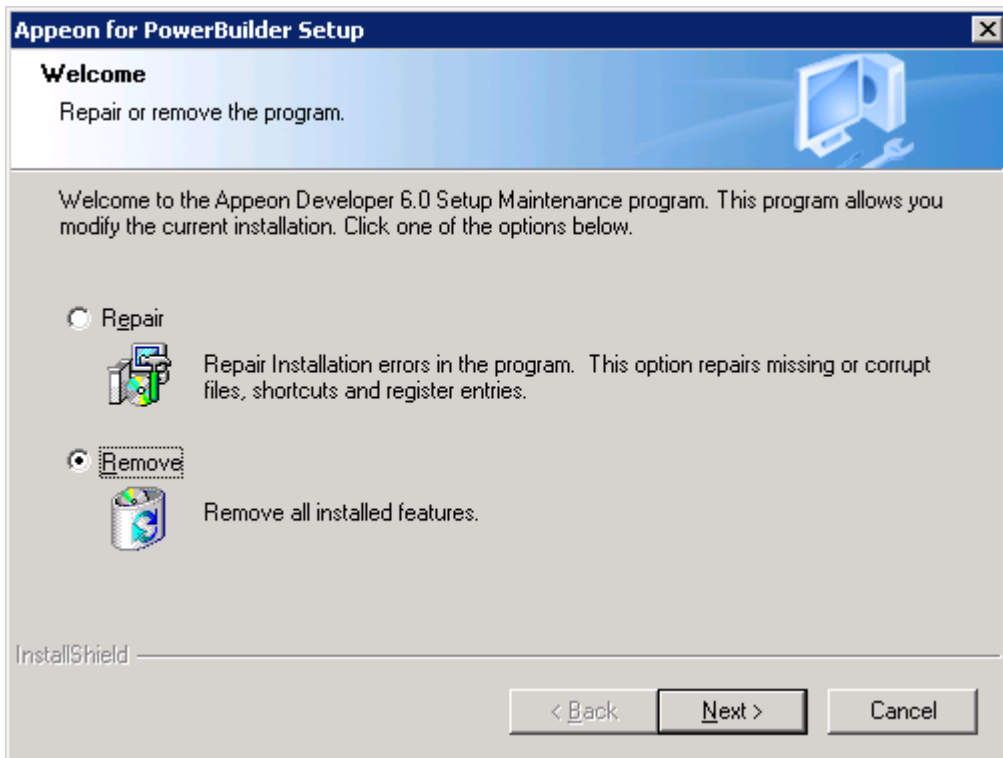 Appeon for PowerBuilder Setup
Welcome
Repair or remove the program.
Welcome to the Appeon Developer 6.0 Setup Maintenance program. This program allows you
modify the current installation. Click one of the options below.
Repair
Repair Installation errors in the program.  This option repairs missing or corrupt
files, shortcuts and register entries.
Remove
Remove all installed features.
InstallShield
< Back
Next >
Cancel